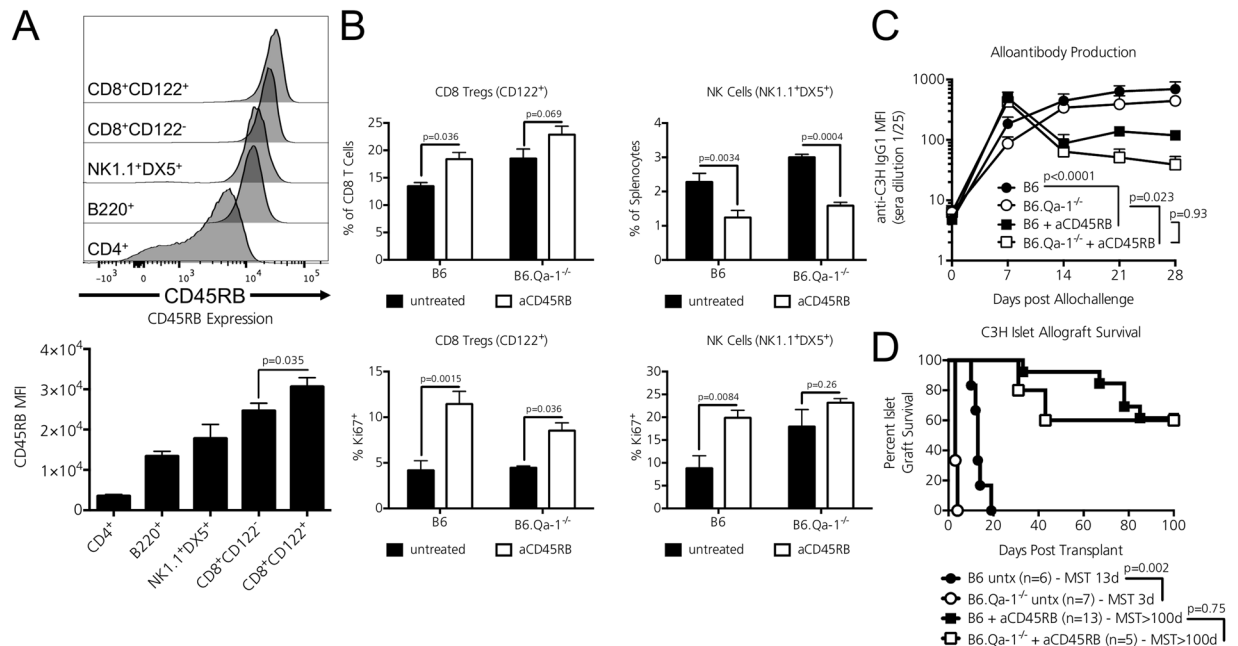 A
CD8⁺CD122⁺
CD8⁺CD122⁻
NK1.1⁺DX5⁺
B220⁺
CD4⁺
-10³ 0 10³ 10⁴ 10⁵
CD45RB
CD45RB Expression
CD45RB MFI
4×10⁴
3×10⁴
2×10⁴
1×10⁴
0
p=0.035
CD4⁺
B220⁺
NK1.1⁺DX5⁺
CD8⁺CD122⁻
CD8⁺CD122⁺
B
CD8 Tregs (CD122⁺)
% of CD8 T Cells
25
20
15
10
5
0
p=0.036
p=0.069
B6 B6.Qa-1⁻/⁻
untreated aCD45RB
NK Cells (NK1.1⁺DX5⁺)
% of Splenocytes
4
3
2
1
0
p=0.0034
p=0.0004
B6 B6.Qa-1⁻/⁻
untreated aCD45RB
CD8 Tregs (CD122⁺)
% Ki67⁺
15
10
5
0
p=0.0015
p=0.036
B6 B6.Qa-1⁻/⁻
untreated aCD45RB
NK Cells (NK1.1⁺DX5⁺)
% Ki67⁺
30
25
20
15
10
5
0
p=0.0084
p=0.26
B6 B6.Qa-1⁻/⁻
untreated aCD45RB
C
Alloantibody Production
anti-C3H IgG1 MFI
(sera dilution 1/25)
1000
100
10
1
B6
B6.Qa-1⁻/⁻
B6 + aCD45RB
B6.Qa-1⁻/⁻ + aCD45RB
p<0.0001
p=0.023
p=0.93
0 7 14 21 28
Days post Allochallenge
D
C3H Islet Allograft Survival
Percent Islet
Graft Survival
100
80
60
40
20
0
0 20 40 60 80 100
Days Post Transplant
B6 untx (n=6) - MST 13d
p=0.002
B6.Qa-1⁻/⁻ untx (n=7) - MST 3d
p=0.75
B6 + aCD45RB (n=13) - MST>100d
B6.Qa-1⁻/⁻ + aCD45RB (n=5) - MST>100d